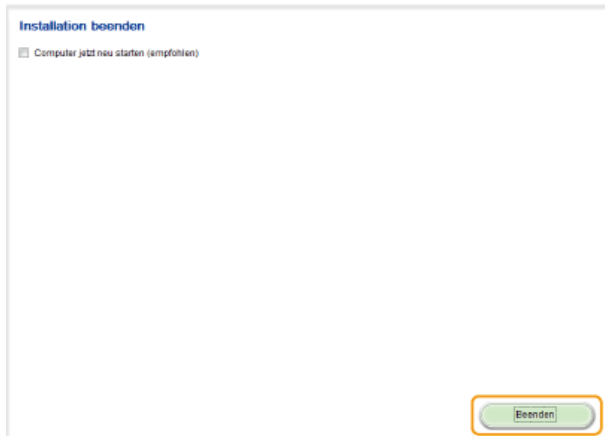 Installation beenden
Computer jetzt neu starten (empfohlen)
Beenden